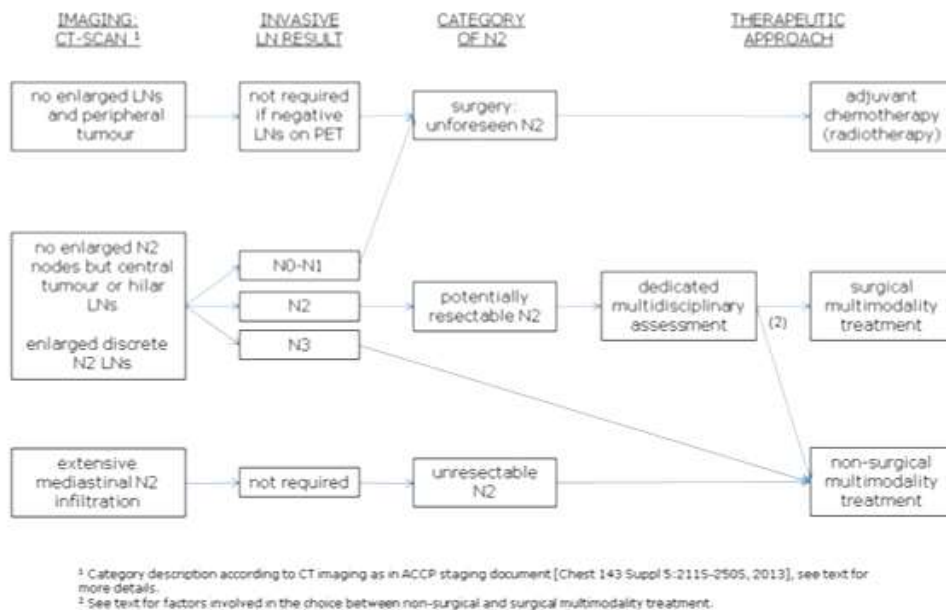 IMAGING:
CT-SCAN 1
INVASIVE
LN RESULT
CATEGORY
OF N2
THERAPEUTIC
APPROACH
no enlarged LNs
and peripheral
tumour
not required
if negative
LNs on PET
surgery:
unforeseen N2
adjuvant
chemotherapy
(radiotherapy)
no enlarged N2
nodes but central
tumour or hilar
LNs
enlarged discrete
N2 LNs
N0-N1
N2
N3
potentially
resectable N2
dedicated
multidisciplinary
assessment
(2)
surgical
multimodality
treatment
extensive
mediastinal N2
infiltration
not required
unresectable
N2
non-surgical
multimodality
treatment
1 Category description according to CT imaging as in ACCP staging document [Chest 143 Suppl 5:211S-250S, 2013], see text for
more details.
2 See text for factors involved in the choice between non-surgical and surgical multimodality treatment.